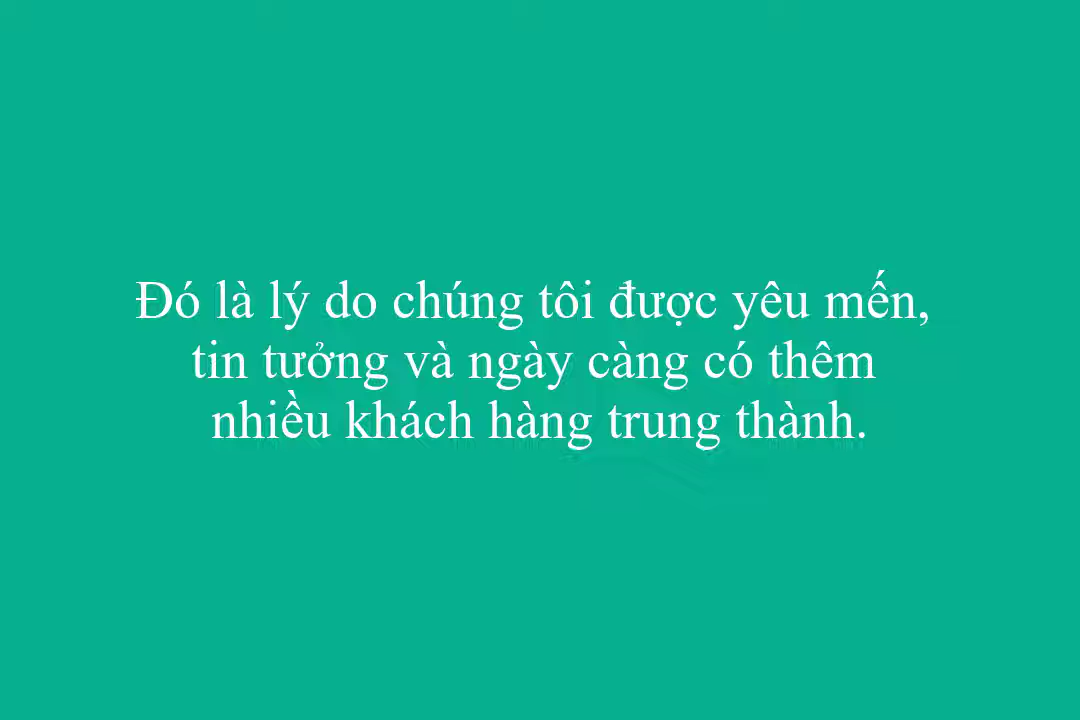 Đó là lý do chúng tôi được yêu mến,
tin tưởng và ngày càng có thêm
nhiều khách hàng trung thành.